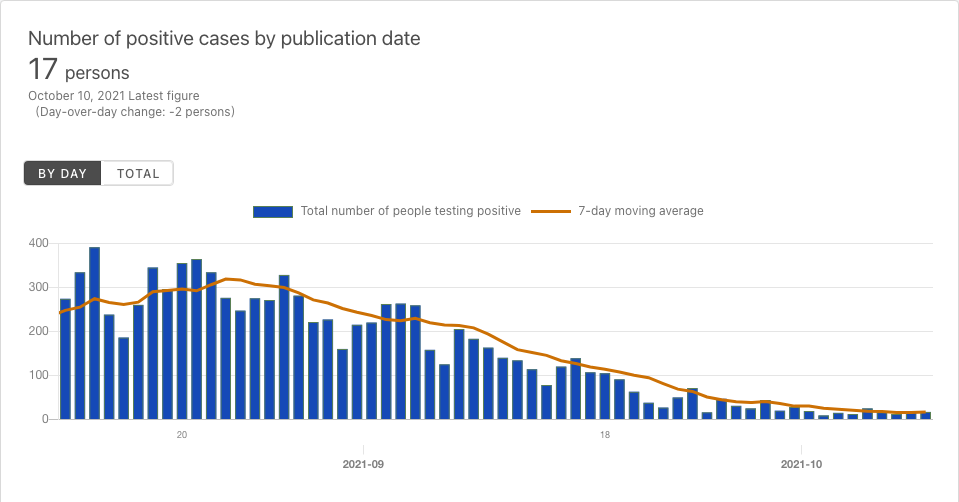 Number of positive cases by publication date
17 persons
October 10, 2021 Latest figure
(Day-over-day change: -2 persons)
BY DAY TOTAL
Total number of people testing positive 7-day moving average
400
300
200
100
0
20 18
2021-09 2021-10